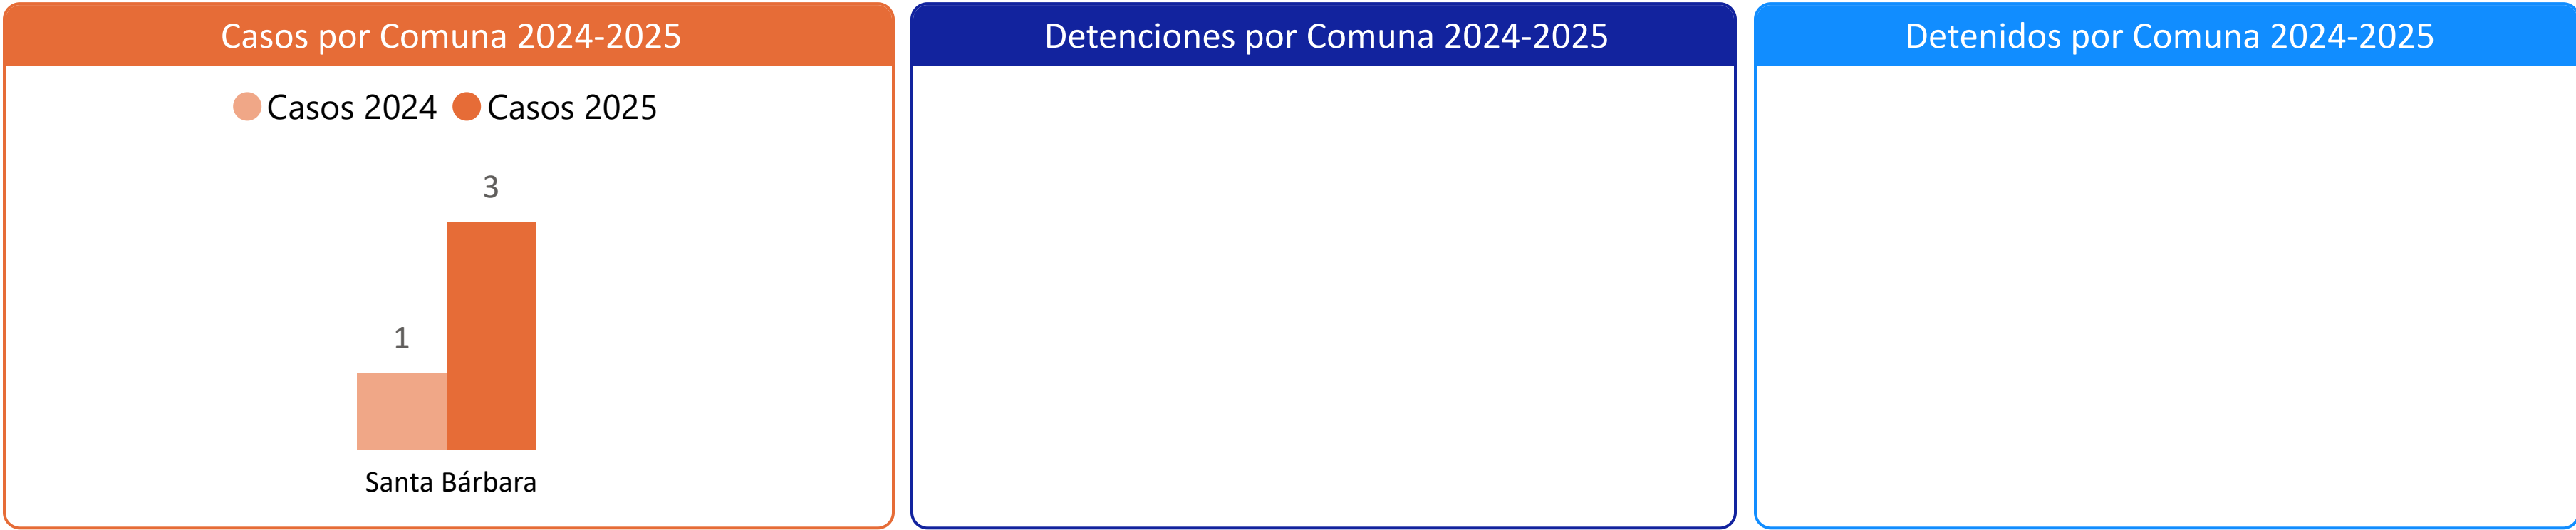 Casos por Comuna 2024-2025
Casos 2024 Casos 2025
3
1
Santa Bárbara
Detenciones por Comuna 2024-2025
Detenidos por Comuna 2024-2025